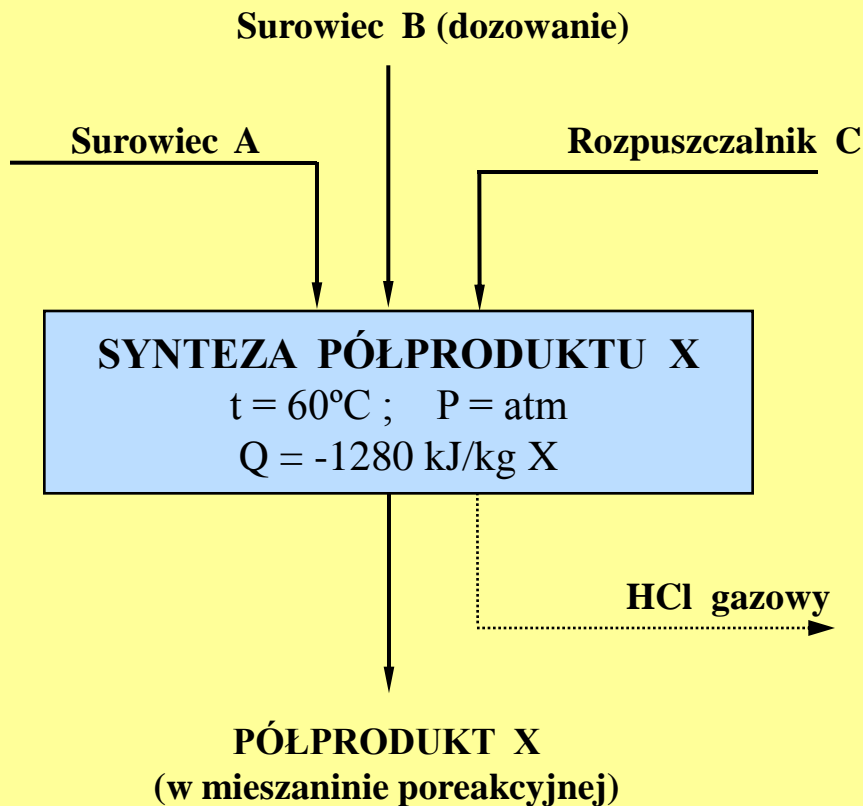 Surowiec B (dozowanie)
Surowiec A
Rozpuszczalnik C
SYNTEZA PÓŁPRODUKTU X
t = 60ºC ; P = atm
Q = -1280 kJ/kg X
HCl gazowy
PÓŁPRODUKT X
(w mieszaninie poreakcyjnej)